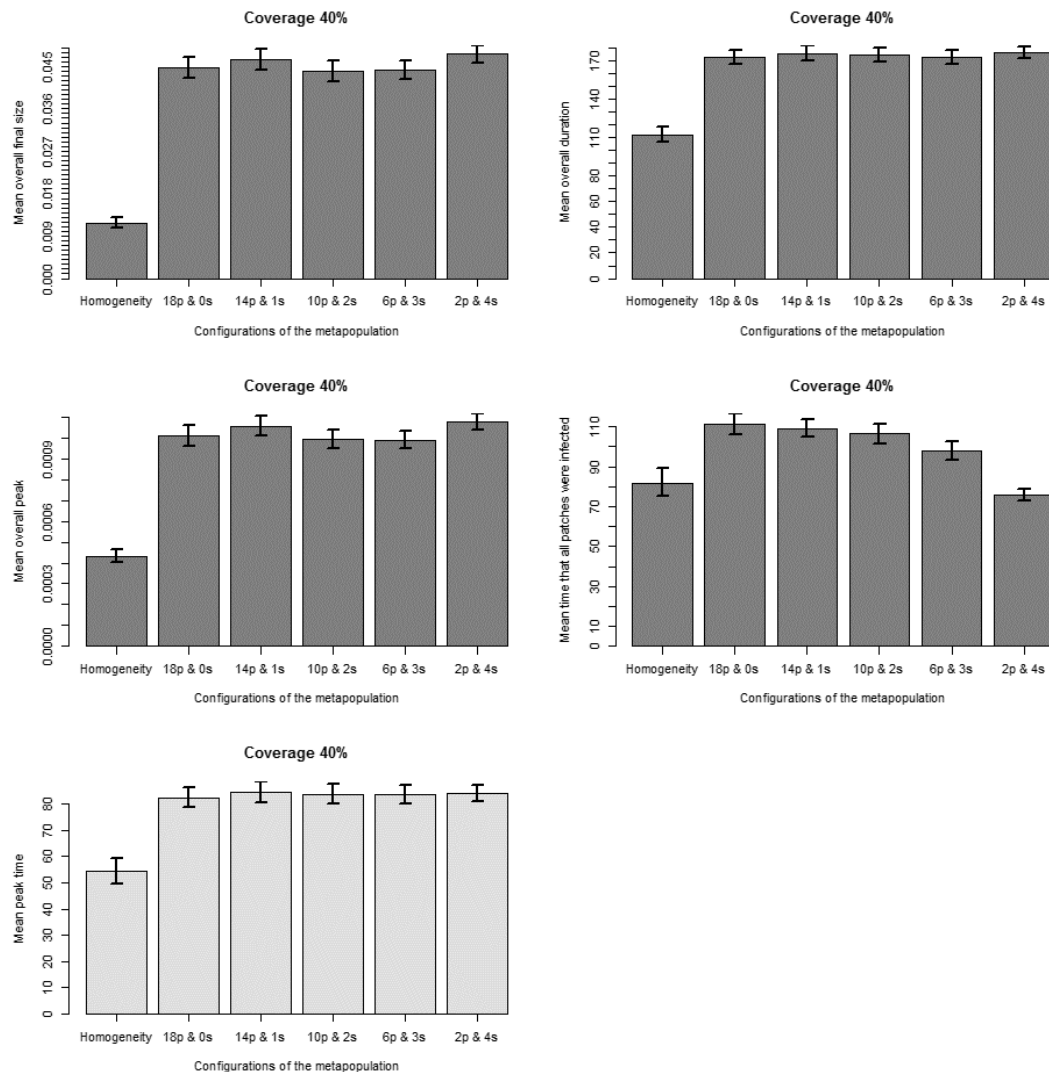 Coverage 40%
Mean overall final size
0.045
0.036
0.027
0.018
0.009
0.000
Homogeneity 18p & 0s 14p & 1s 10p & 2s 6p & 3s 2p & 4s
Configurations of the metapopulation
Coverage 40%
Mean overall duration
170
140
110
80
50
20
0
Homogeneity 18p & 0s 14p & 1s 10p & 2s 6p & 3s 2p & 4s
Configurations of the metapopulation
Coverage 40%
Mean overall peak
0.0009
0.0006
0.0003
0.0000
Homogeneity 18p & 0s 14p & 1s 10p & 2s 6p & 3s 2p & 4s
Configurations of the metapopulation
Coverage 40%
Mean time that all patches were infected
110
90
70
50
30
10
0
Homogeneity 18p & 0s 14p & 1s 10p & 2s 6p & 3s 2p & 4s
Configurations of the metapopulation
Coverage 40%
Mean peak time
80
70
60
50
40
30
20
10
0
Homogeneity 18p & 0s 14p & 1s 10p & 2s 6p & 3s 2p & 4s
Configurations of the metapopulation